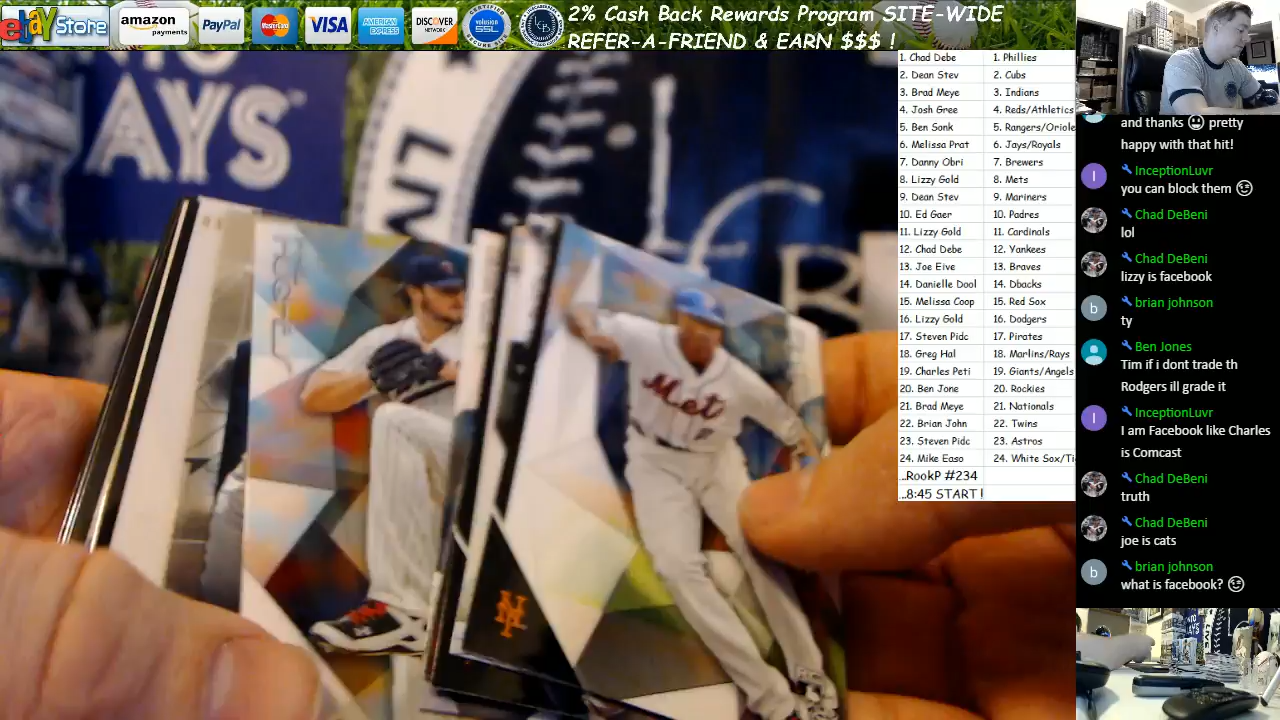 ebay Store
amazon
payments
PayPal
MasterCard
VISA
AMERICAN
EXPRESS
DISCOVER
NETWORK
volusion
SSL
2% Cash Back Rewards Program SITE-WIDE
REFER-A-FRIEND & EARN $$$ !
AYS
Mets
NY
1. Chad Debe 1. Phillies
2. Dean Stev 2. Cubs
3. Brad Meye 3. Indians
4. Josh Gree 4. Reds/Athletics
5. Ben Sonk 5. Rangers/Oriole
6. Melissa Prat 6. Jays/Royals
7. Danny Obri 7. Brewers
8. Lizzy Gold 8. Mets
9. Dean Stev 9. Mariners
10. Ed Gaer 10. Padres
11. Lizzy Gold 11. Cardinals
12. Chad Debe 12. Yankees
13. Joe Eive 13. Braves
14. Danielle Dool 14. Dbacks
15. Melissa Coop 15. Red Sox
16. Lizzy Gold 16. Dodgers
17. Steven Pidc 17. Pirates
18. Greg Hal 18. Marlins/Rays
19. Charles Peti 19. Giants/Angels
20. Ben Jone 20. Rockies
21. Brad Meye 21. Nationals
22. Brian John 22. Twins
23. Steven Pidc 23. Astros
24. Mike Easo 24. White Sox/Ti
...RookP #234
...8:45 START !
and thanks 😃 pretty
happy with that hit!
InceptionLuvr
you can block them 😉
Chad DeBeni
lol
Chad DeBeni
lizzy is facebook
brian johnson
ty
Ben Jones
Tim if i dont trade th
Rodgers ill grade it
InceptionLuvr
I am Facebook like Charles
is Comcast
Chad DeBeni
truth
Chad DeBeni
joe is cats
brian johnson
what is facebook? 😉